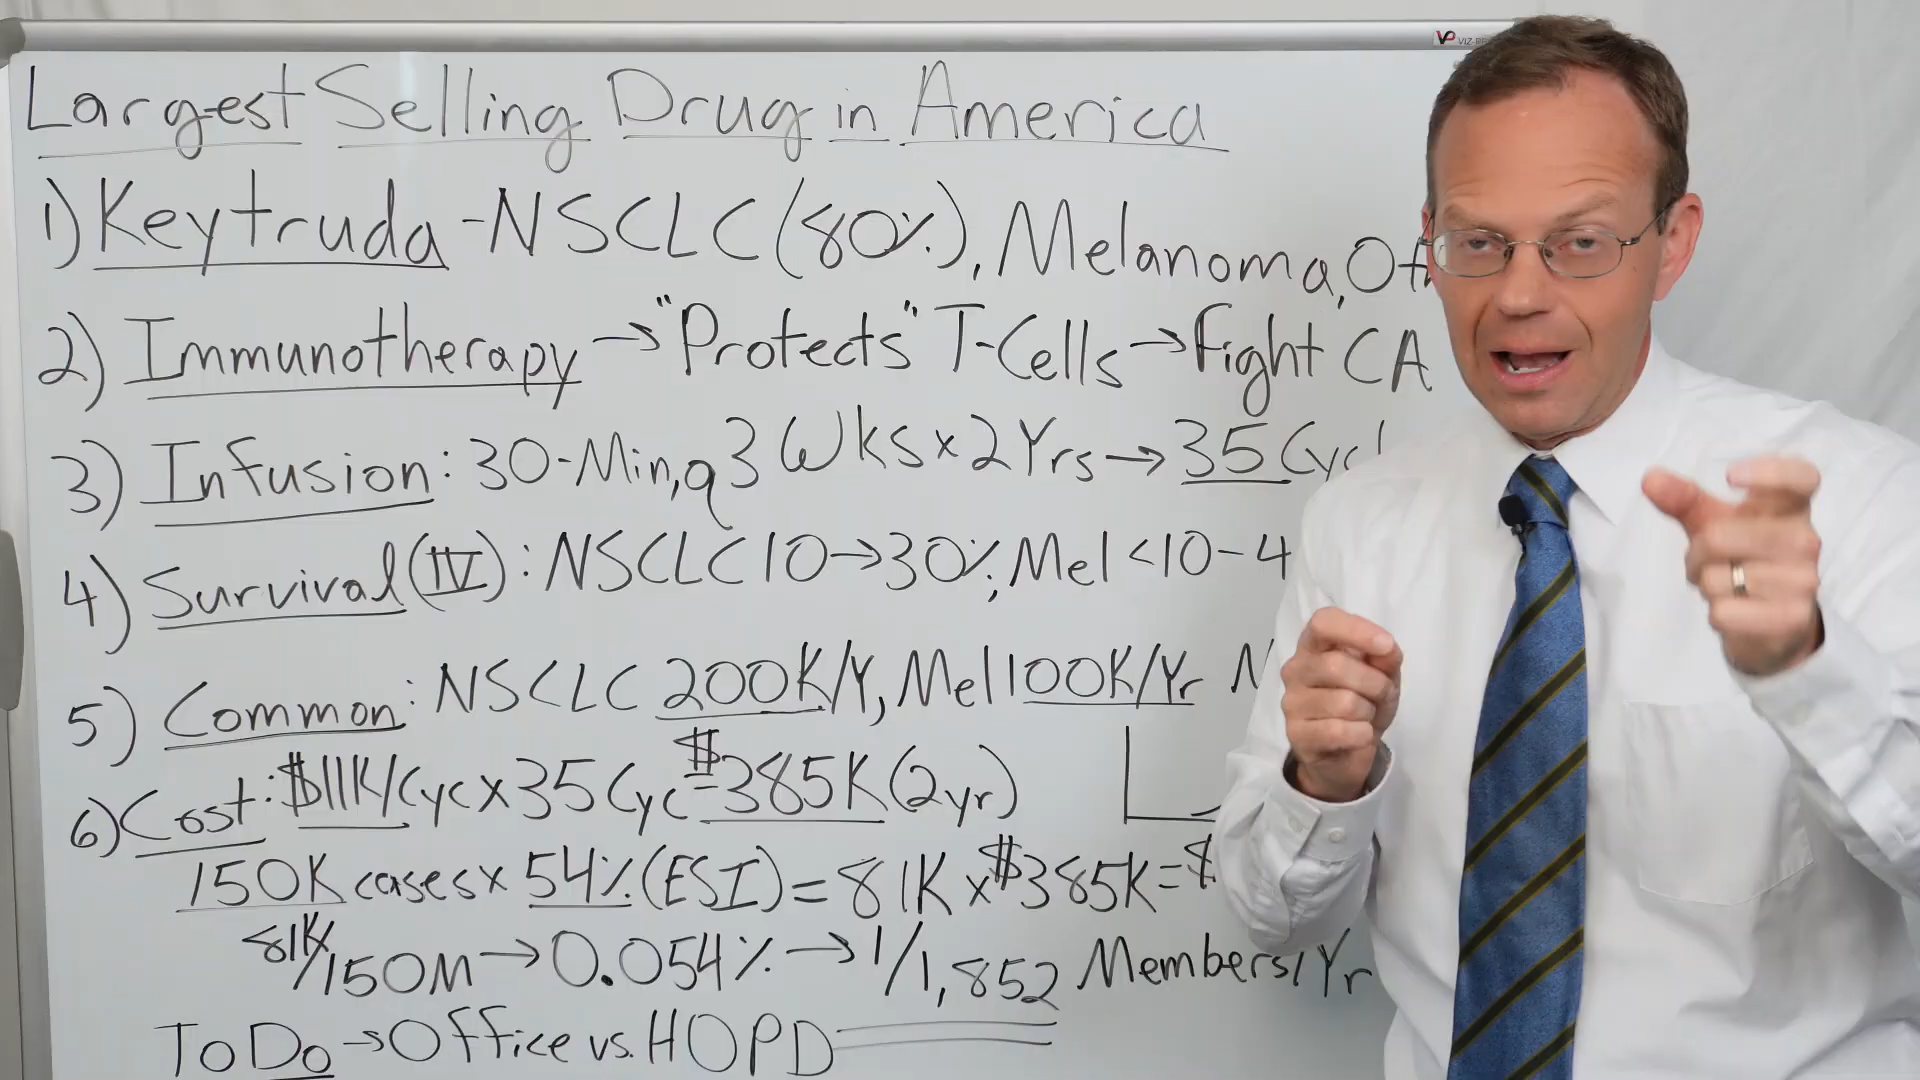 Largest Selling Drug in America
1) Keytruda - NSCLC (80%), Melanoma, Oth
2) Immunotherapy → "Protects" T-Cells → Fight CA
3) Infusion: 30-Min, q3 Wks x 2 Yrs → 35 Cycl
4) Survival (IV): NSCLC 10→30%, Mel <10-4
5) Common: NSCLC 200K/Y, Mel 100K/Yr
6) Cost: $11K/Cyc x 35 Cyc = $385K (2yr)
150K cases x 54% (ESI) = 81K x $385K = $
81K/150M → 0.054% → 1/1,852 Members/Yr
To Do → Office vs. HOPD